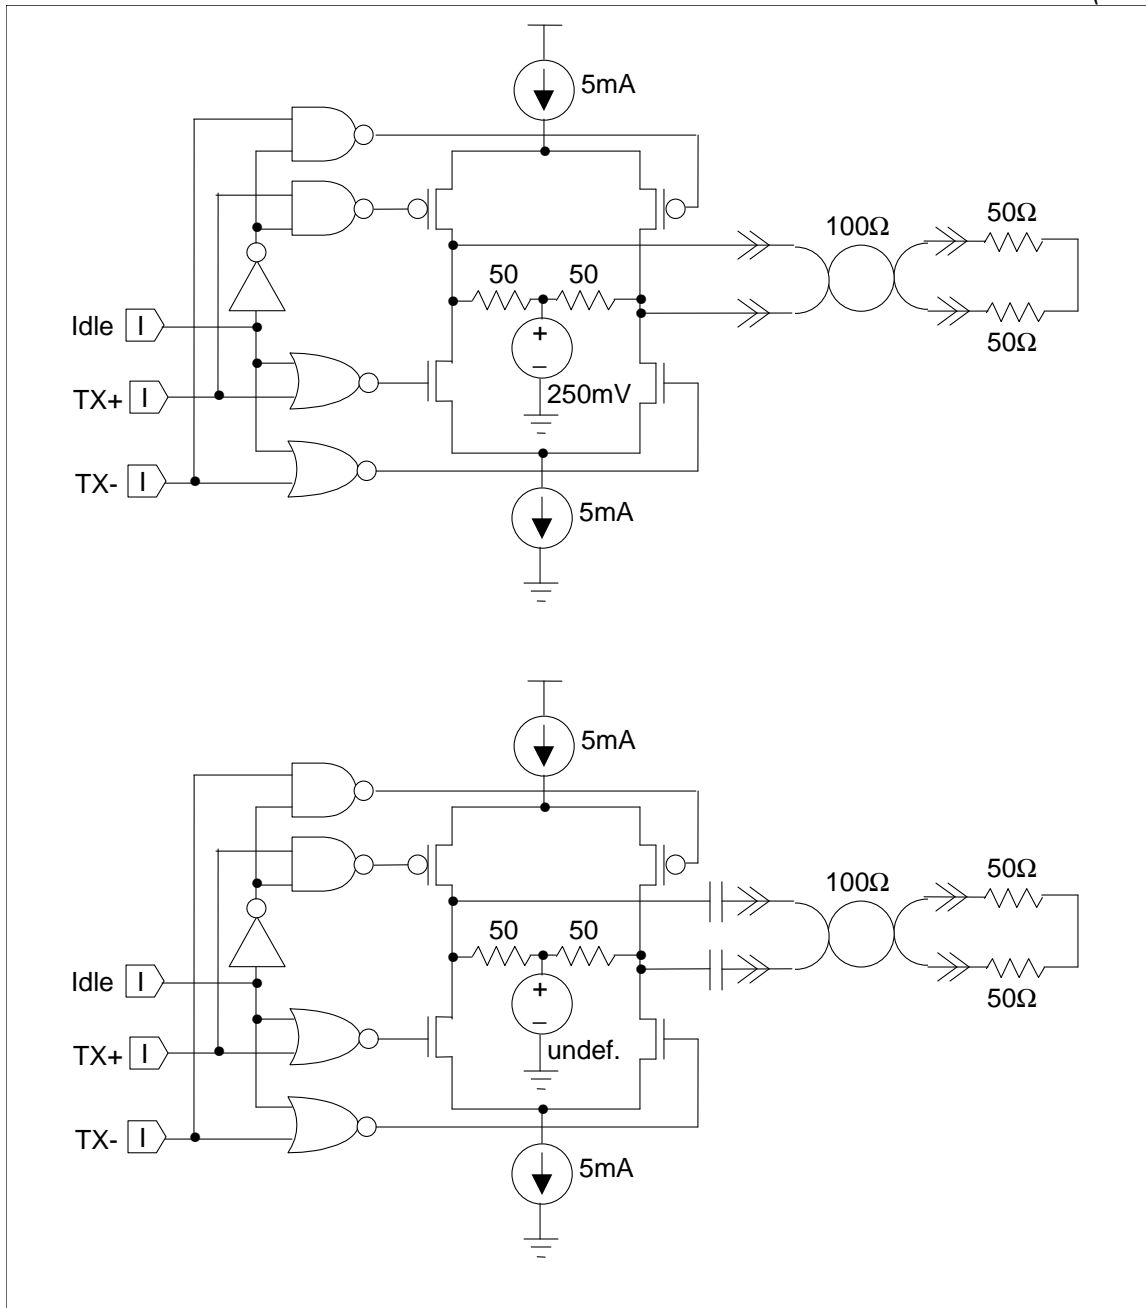 5mA
100Ω
50Ω
50 50
Idle I
+
–
50Ω
TX+ I
250mV
TX- I
5mA
5mA
100Ω
50Ω
50 50
Idle I
+
–
50Ω
TX+ I
undef.
TX- I
5mA